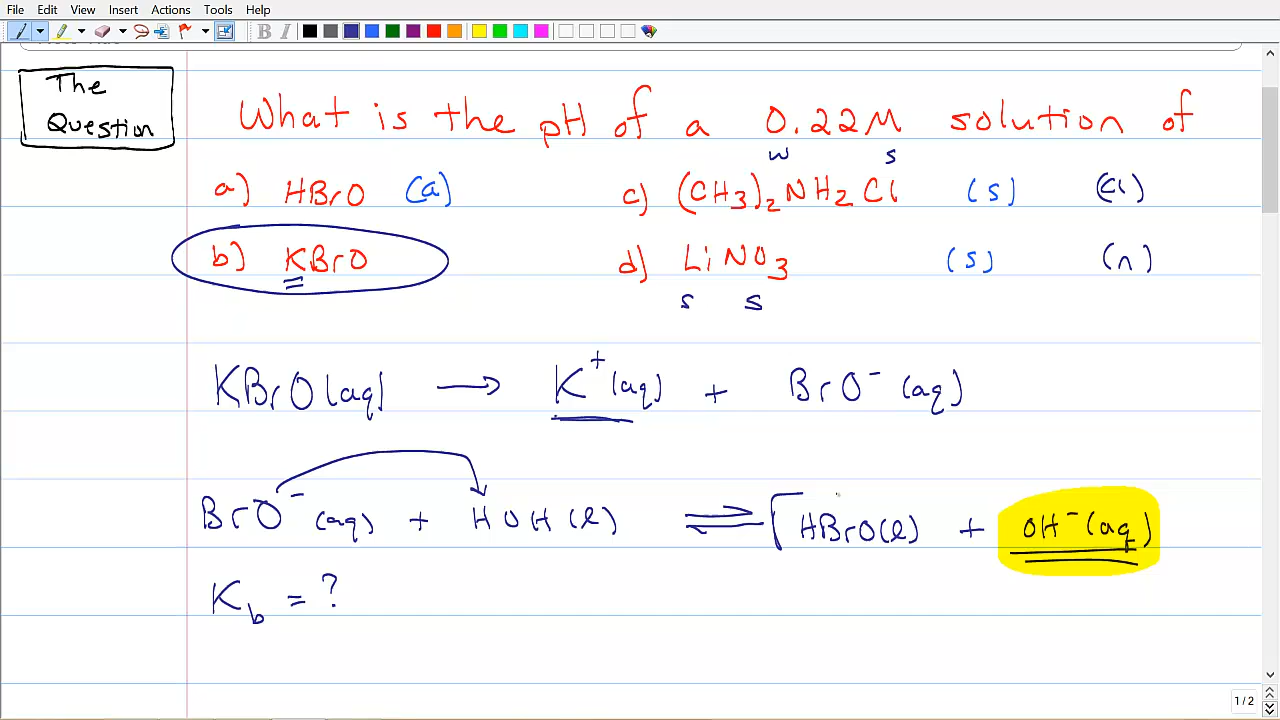 File Edit View Insert Actions Tools Help
B I
The
Question
What is the pH of a 0.22M solution of
w s
a) HBrO (a) c) (CH3)2NH2Cl (s) (Cl)
b) KBrO d) LiNO3 (s) (n)
s s
KBrO(aq) → K+(aq) + BrO-(aq)
BrO-(aq) + HOH(l) ⇌ HBrO(l) + OH-(aq)
Kb = ?
1/2